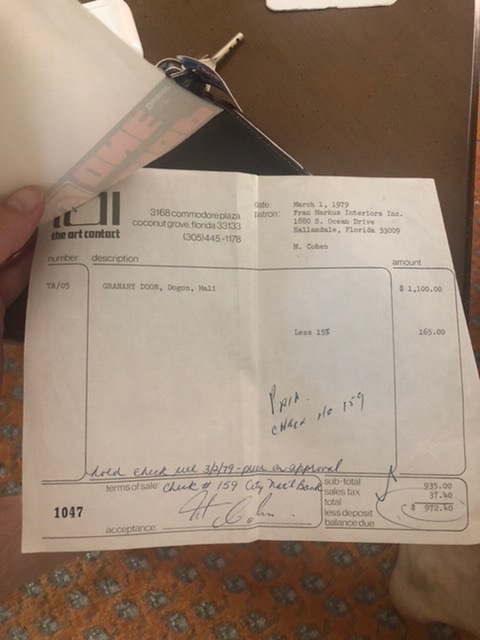 the art contact
3168 commodore plaza
coconut grove, florida 33133
(305)445-1178
date: March 1, 1979
patron: Fran Markus Interiors Inc.
1880 S. Ocean Drive
Hallandale, Florida 33009
M. Cohen
number description amount
TA/05 GRANARY DOOR, Dogon, Mali $ 1,100.00
Less 15% 165.00
PAID.
CHECK No. 159
hold check until 3/2/79 - on approval
terms of sale: Check # 159 City Nat'l Bank
sub-total 935.00
sales tax 37.40
total $ 972.40
less deposit
balance due
1047
acceptance: